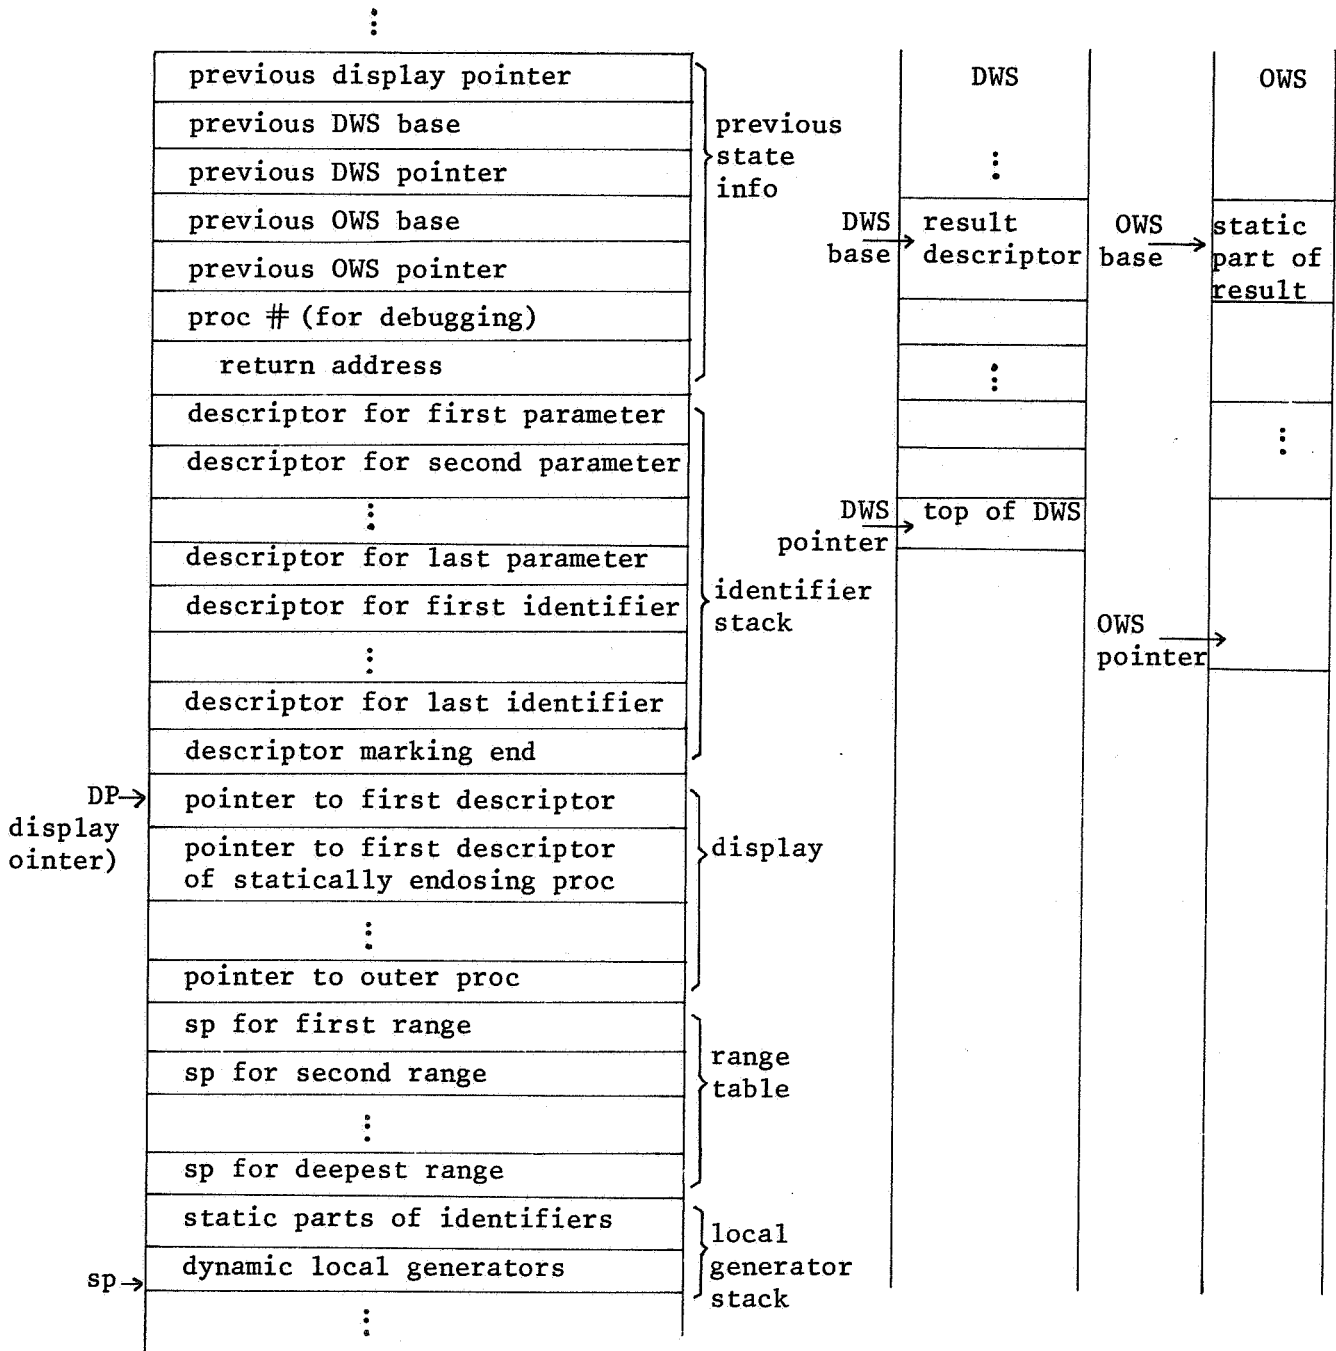 previous display pointer
previous DWS base
previous DWS pointer
previous OWS base
previous OWS pointer
proc # (for debugging)
return address
previous
state
info
descriptor for first parameter
descriptor for second parameter
descriptor for last parameter
descriptor for first identifier
descriptor for last identifier
descriptor marking end
identifier
stack
DP
display
ointer)
pointer to first descriptor
pointer to first descriptor
of statically endosing proc
pointer to outer proc
display
sp for first range
sp for second range
sp for deepest range
range
table
static parts of identifiers
dynamic local generators
local
generator
stack
sp
DWS
DWS
base
result
descriptor
DWS
pointer
top of DWS
OWS
OWS
base
static
part of
result
OWS
pointer